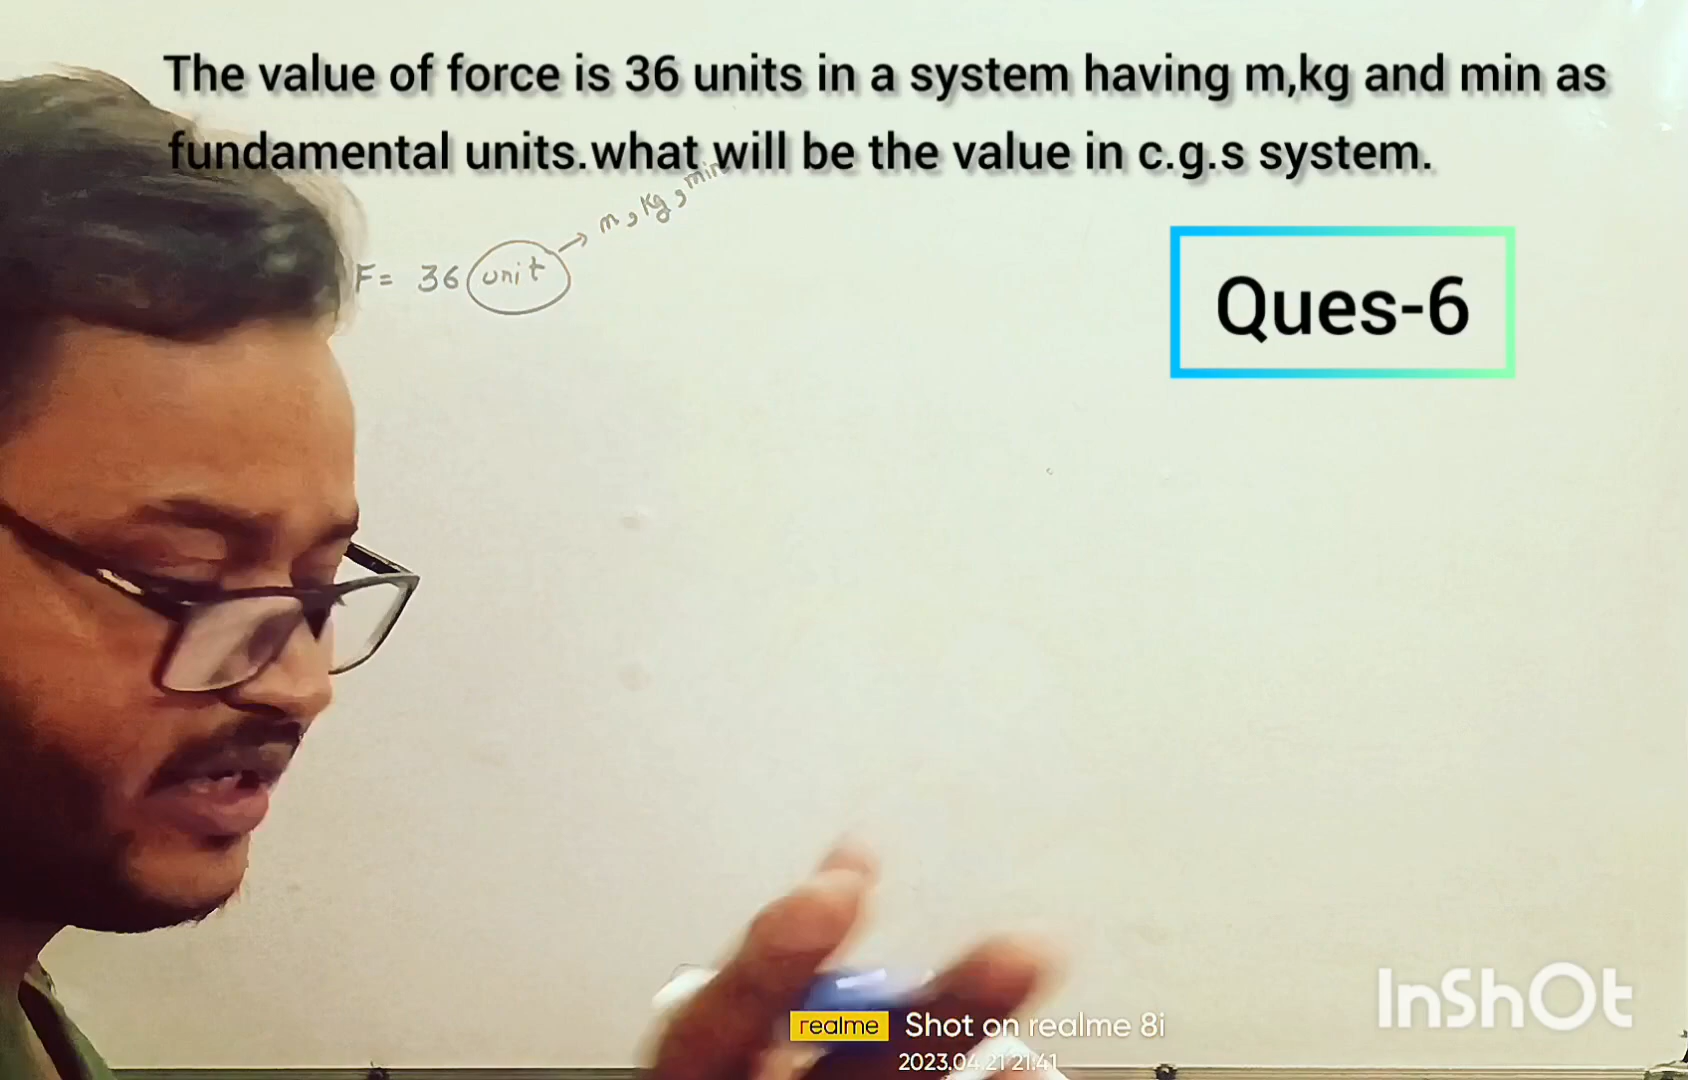 The value of force is 36 units in a system having m,kg and min as
fundamental units.what will be the value in c.g.s system.
m, kg, min
F= 36 unit →
Ques-6
InShOt
realme Shot on realme 8i
2023.04.21 21:41